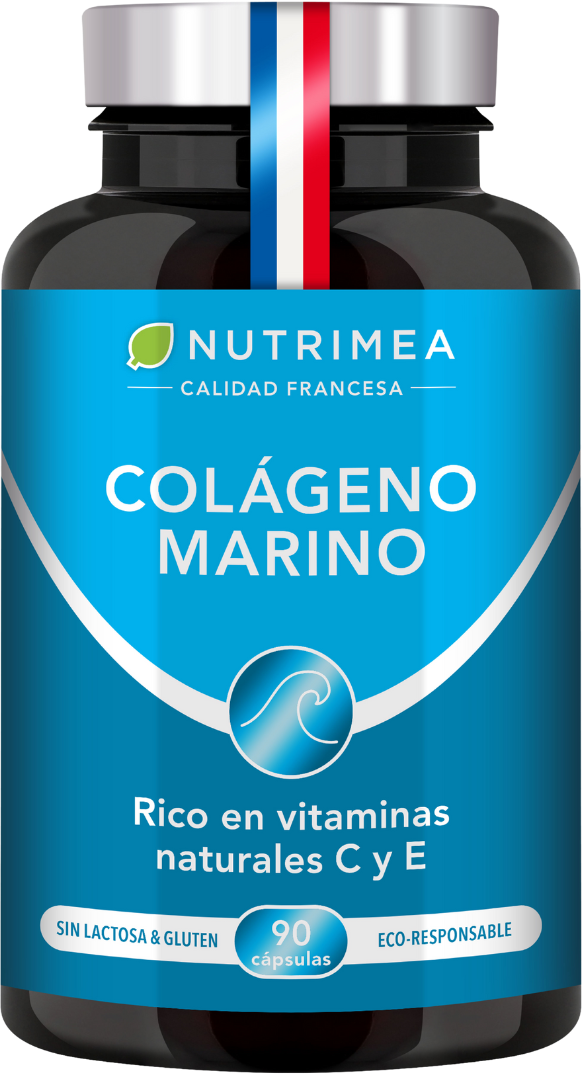 NUTRIMEA
CALIDAD FRANCESA
COLÁGENO
MARINO
Rico en vitaminas
naturales C y E
SIN LACTOSA & GLUTEN
90
cápsulas
ECO-RESPONSABLE